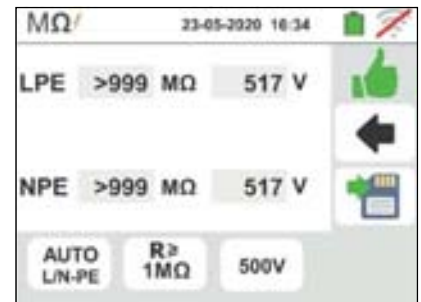 MΩ 23-05-2020 16:34
LPE >999 MΩ 517 V
NPE >999 MΩ 517 V
AUTO L/N-PE
R≥ 1MΩ
500V